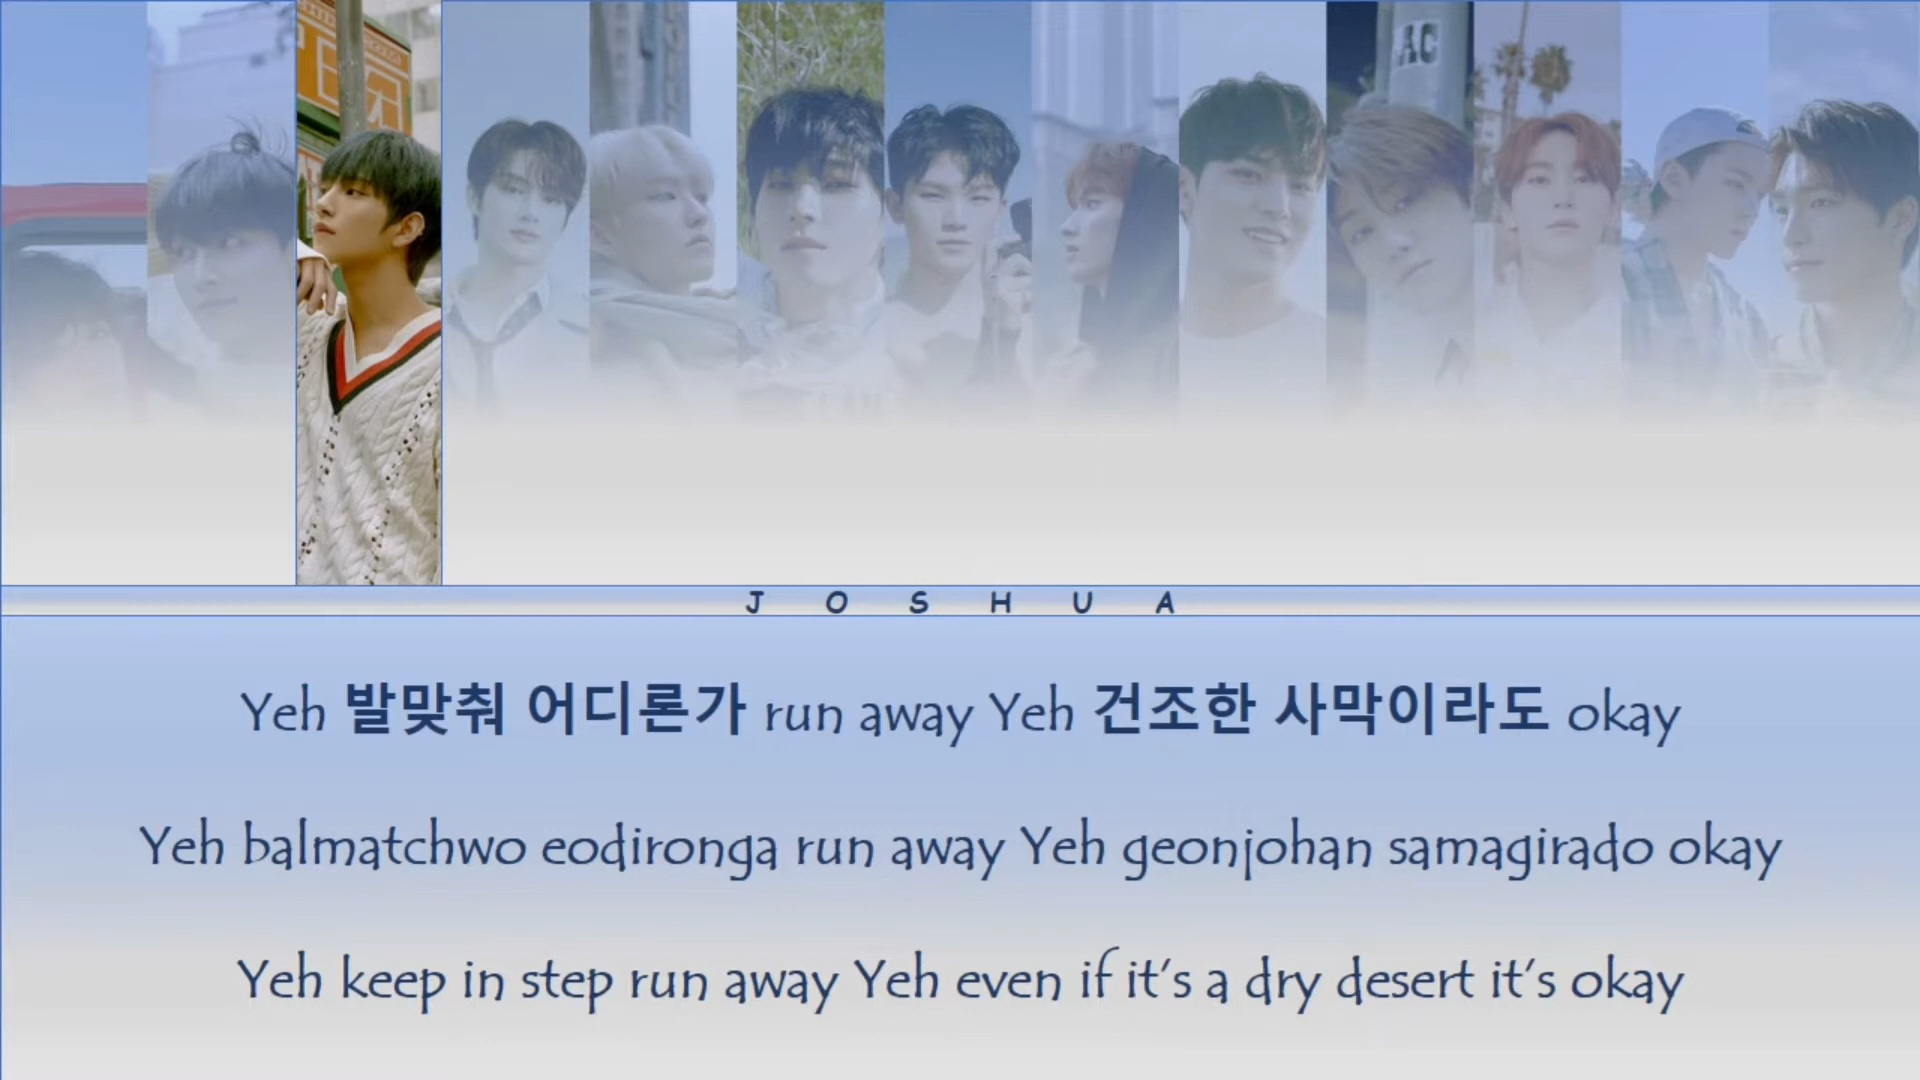 AC
J O S H U A
Yeh 발맞춰 어디론가 run away Yeh 건조한 사막이라도 okay
Yeh balmatchwo eodironga run away Yeh geonjohan samagirado okay
Yeh keep in step run away Yeh even if it's a dry desert it's okay